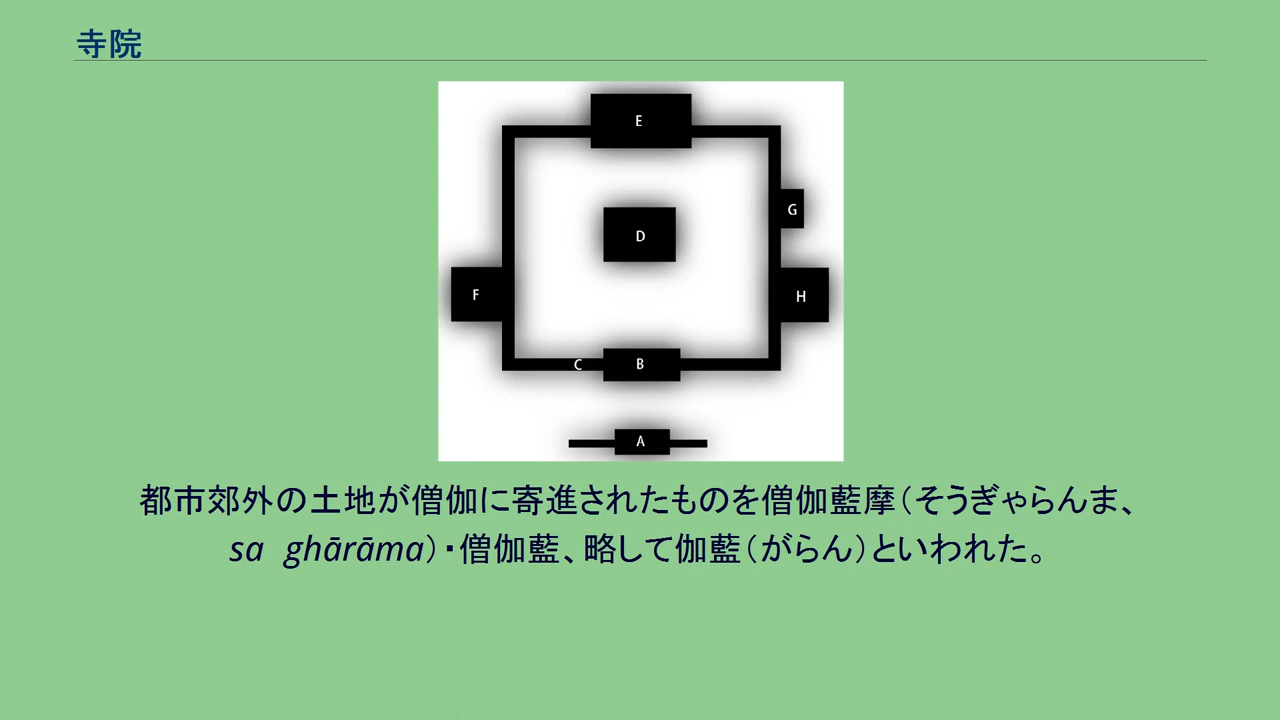 寺院
E
G
D
F
H
C
B
A
都市郊外の土地が僧伽に寄進されたものを僧伽藍摩（そうぎゃらんま、
sa ghārāma）・僧伽藍、略して伽藍（がらん）といわれた。